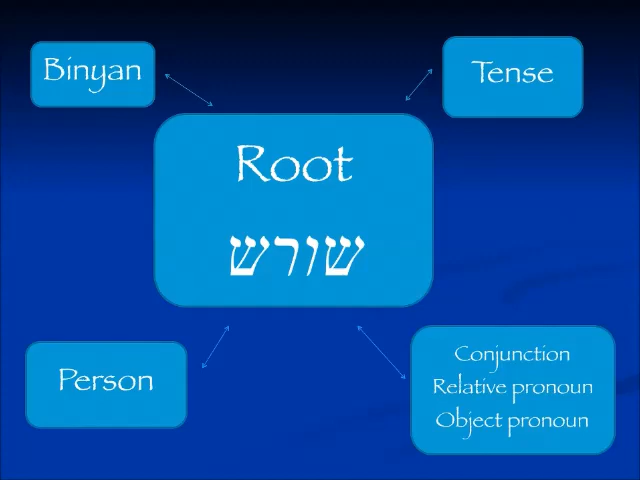 Binyan
Tense
Root
שורש
Person
Conjunction
Relative pronoun
Object pronoun